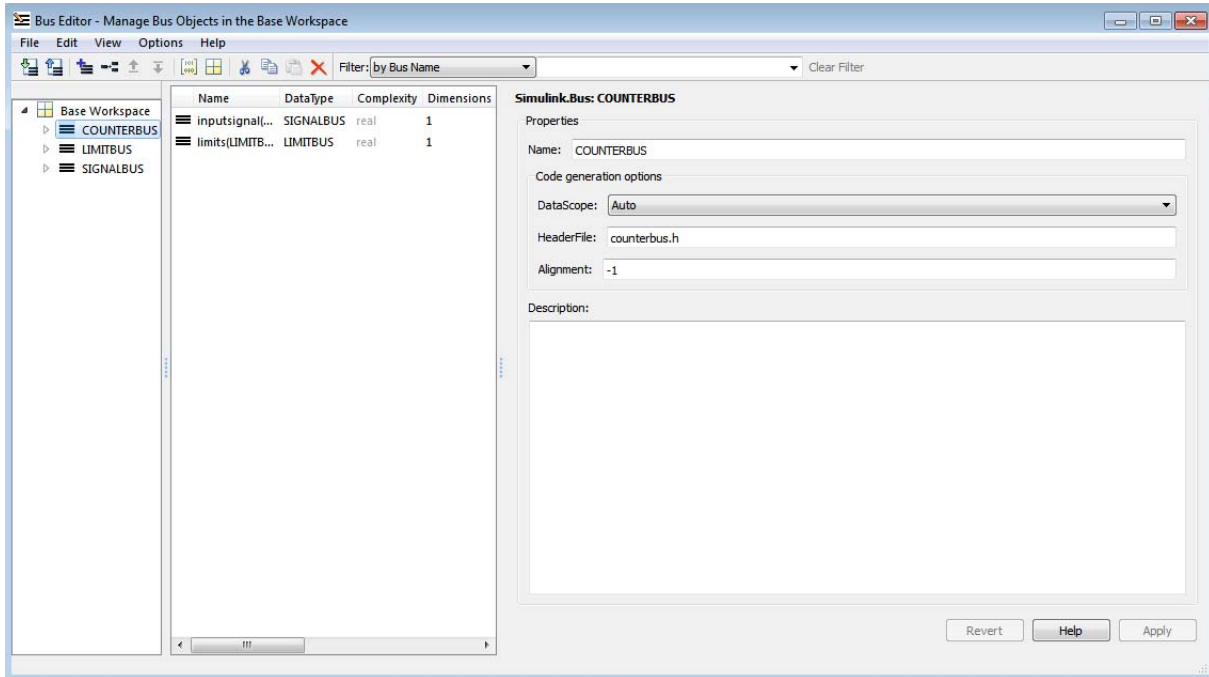 Bus Editor - Manage Bus Objects in the Base Workspace
File Edit View Options Help
Filter: by Bus Name Clear Filter
Base Workspace
COUNTERBUS
LIMITBUS
SIGNALBUS
Name DataType Complexity Dimensions
inputsignal(... SIGNALBUS real 1
limits(LIMITB... LIMITBUS real 1
Simulink.Bus: COUNTERBUS
Properties
Name: COUNTERBUS
Code generation options
DataScope: Auto
HeaderFile: counterbus.h
Alignment: -1
Description:
Revert Help Apply